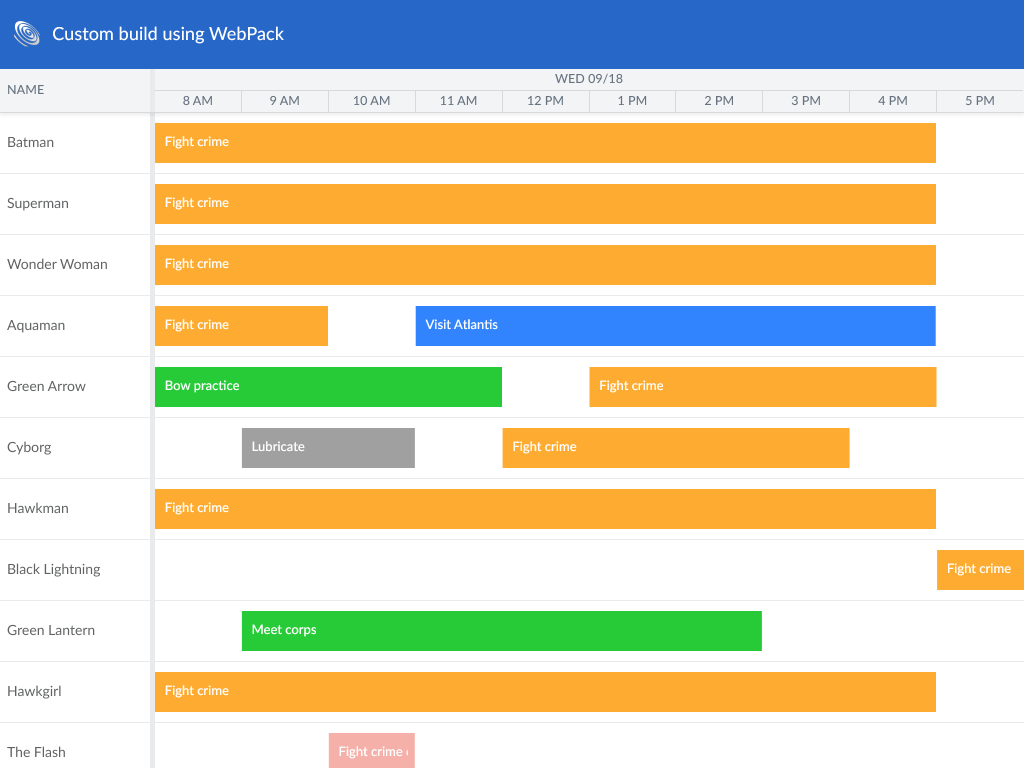 Custom build using WebPack
NAME
WED 09/18
8 AM 9 AM 10 AM 11 AM 12 PM 1 PM 2 PM 3 PM 4 PM 5 PM
Batman Fight crime
Superman Fight crime
Wonder Woman Fight crime
Aquaman Fight crime Visit Atlantis
Green Arrow Bow practice Fight crime
Cyborg Lubricate Fight crime
Hawkman Fight crime
Black Lightning Fight crime
Green Lantern Meet corps
Hawkgirl Fight crime
The Flash Fight crime